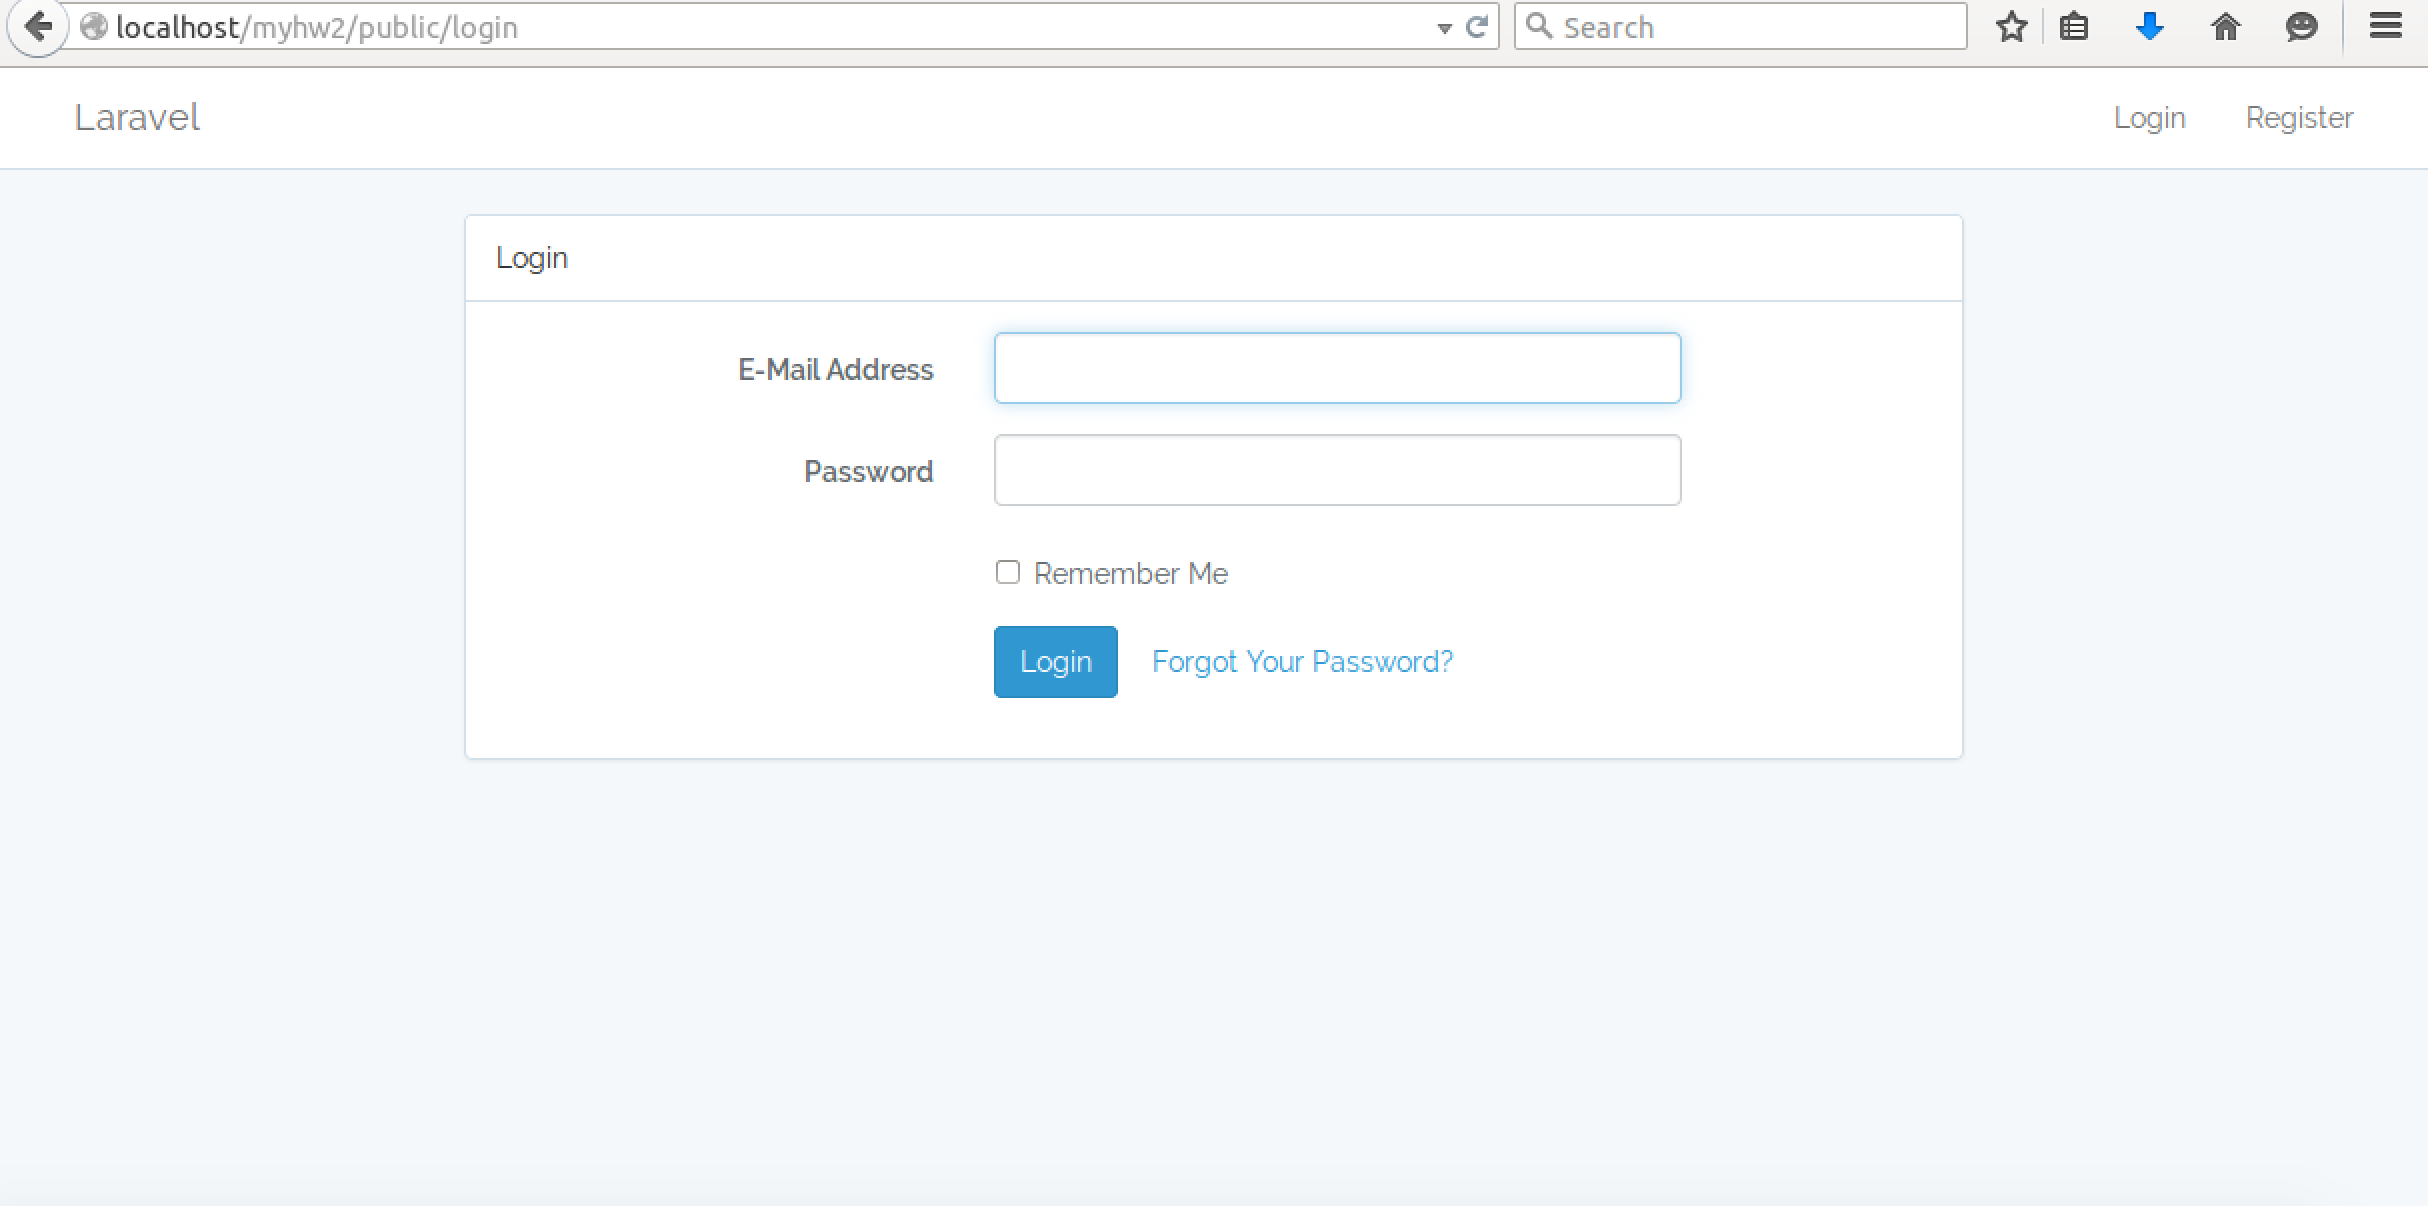 localhost/myhw2/public/login
Search
Laravel
Login
Register
Login
E-Mail Address
Password
Remember Me
Login
Forgot Your Password?